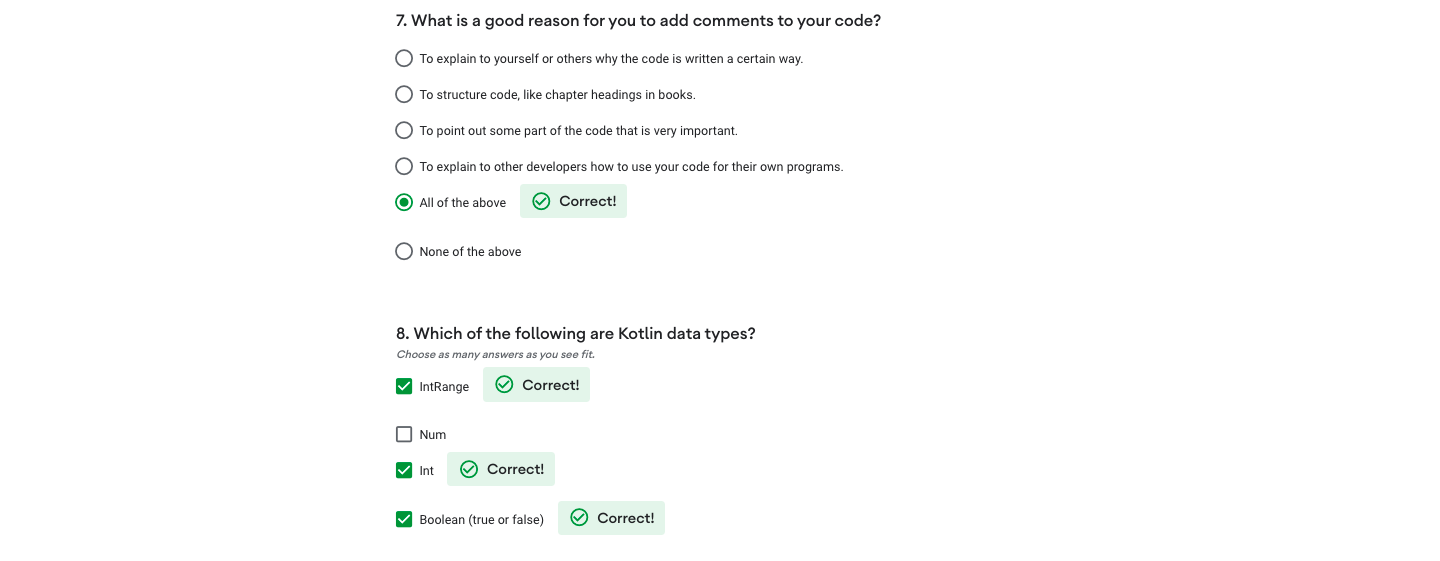 7. What is a good reason for you to add comments to your code?
To explain to yourself or others why the code is written a certain way.
To structure code, like chapter headings in books.
To point out some part of the code that is very important.
To explain to other developers how to use your code for their own programs.
All of the above Correct!
None of the above
8. Which of the following are Kotlin data types?
Choose as many answers as you see fit.
IntRange Correct!
Num
Int Correct!
Boolean (true or false) Correct!